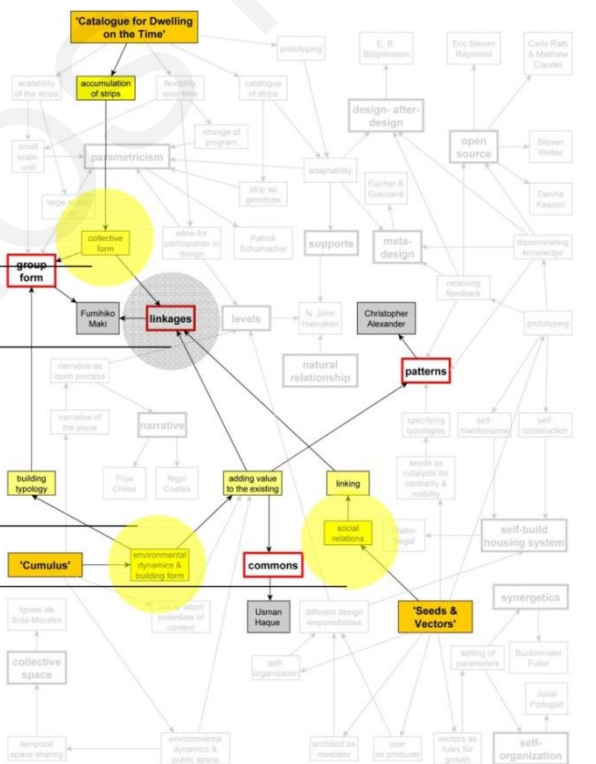 'Catalogue for Dwelling
on the Time'
prototyping
E. B.
Eric Steven
Raymond
Carlo Ratti
& Matthew
Claudel
scalability
of the strips
accumulation
of strips
flexibility
over time
catalogue
of strips
design- after-
design
open
source
Steven
Weber
small
scale-
unit
parametricism
change of
program
adaptability
strip as
genotype
Fischer &
Giaccardi
Dennis
Kaspori
collective
form
allow for
participation in
design
Patrick
Schumacher
supports
meta-
design
disseminating
knowledge
group
form
receiving
feedback
Fumihiko
Maki
linkages
levels
N. John
Habraken
Christopher
Alexander
prototyping
narrative as
open process
natural
relationship
patterns
narrative of
the place
narrative
specifying
typologies
self-
maintenance
self-
construction
building
typology
Prue
Chiles
Nigel
Coates
adding value
to the existing
linking
seeds as
catalysts for
centrality &
mobility
social
relations
Walter
Segal
self-build
housing system
'Cumulus'
environmental
dynamics &
building form
commons
synergetics
Ignasi de
Solà-Morales
potentials of
context
Usman
Haque
different design
responsibilities
'Seeds &
Vectors'
collective
space
self-
organization
setting of
parameters
Buckminster
Fuller
Juval
Portugali
temporal
space sharing
environmental
dynamics &
public space
architect as
mediator
user
as producer
vectors as
rules for
growth
self-
organization